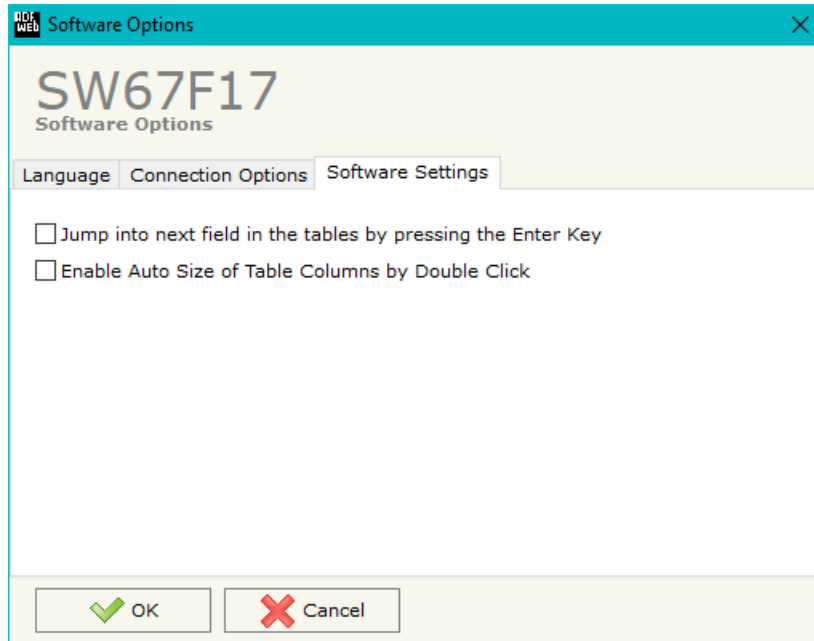 ADF
WEB
Software Options
SW67F17
Software Options
Language Connection Options Software Settings
Jump into next field in the tables by pressing the Enter Key
Enable Auto Size of Table Columns by Double Click
OK Cancel